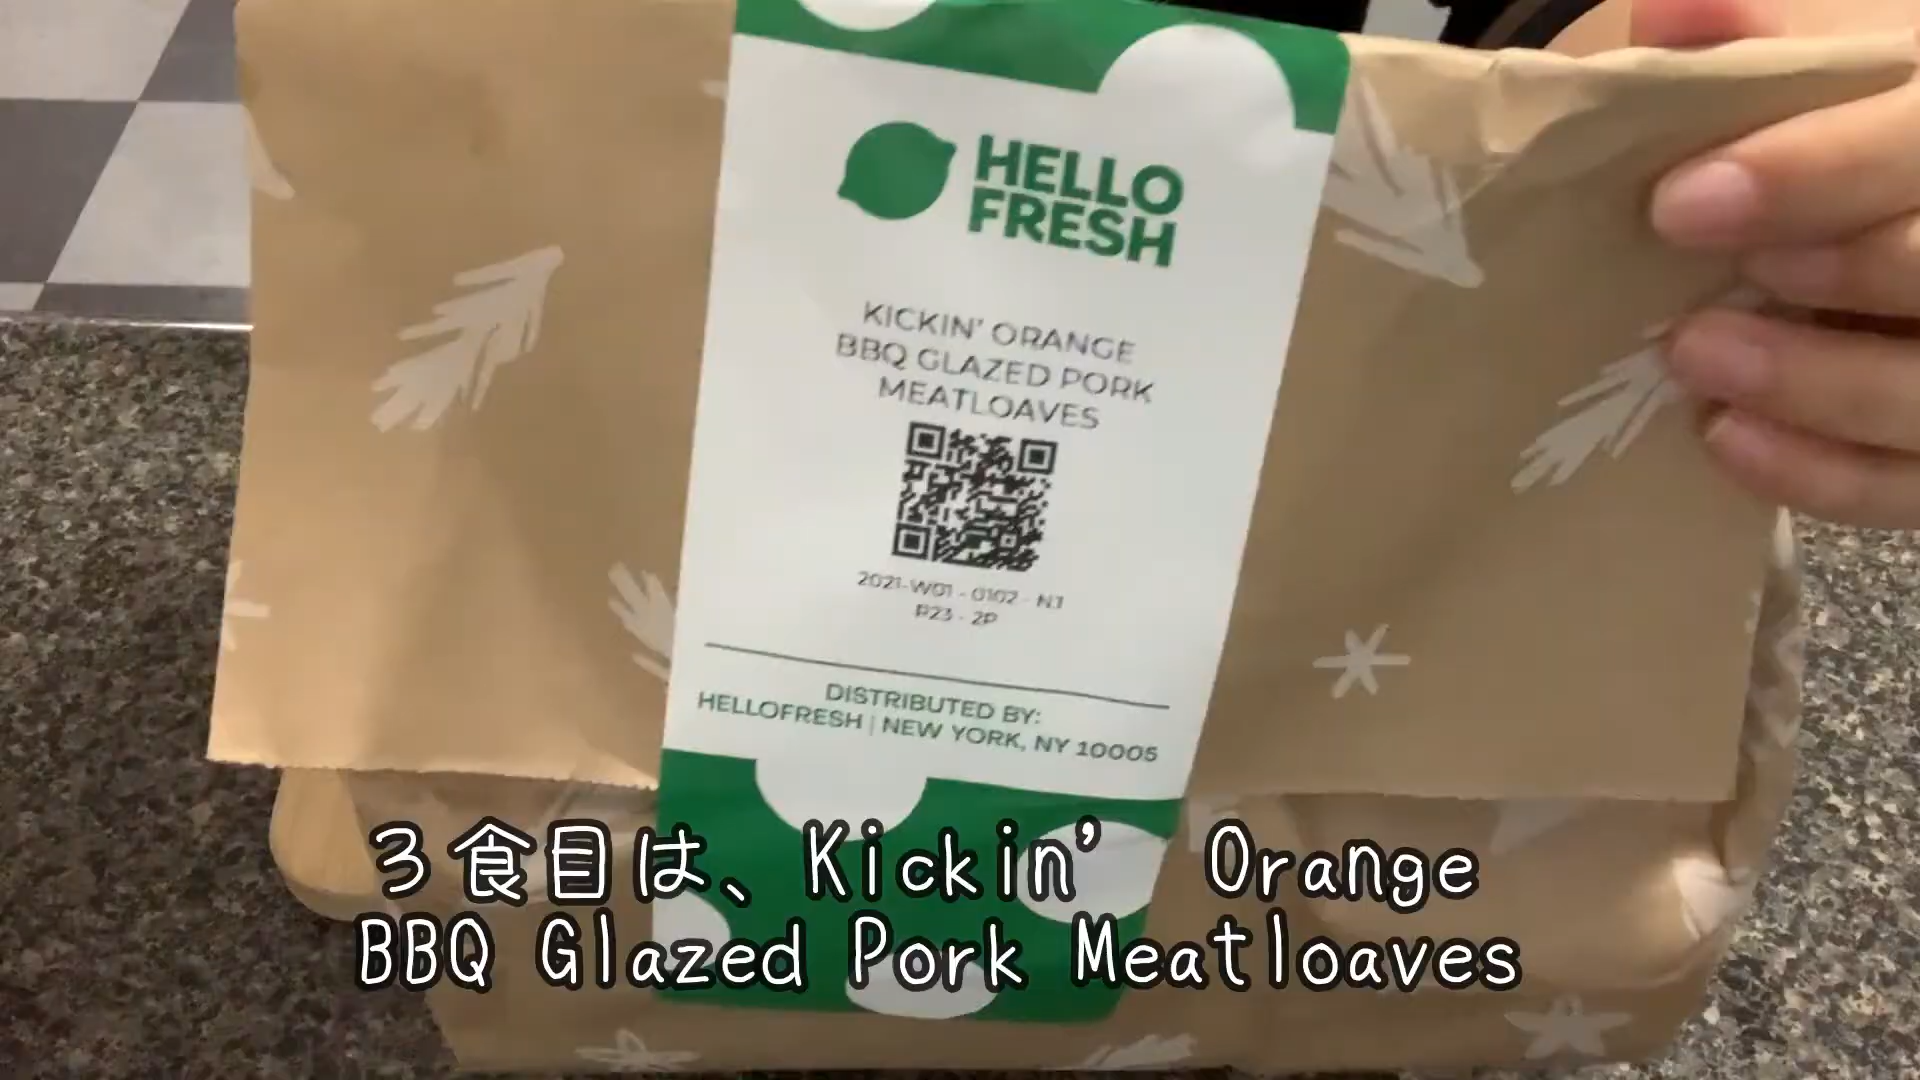 HELLO
FRESH
KICKIN' ORANGE
BBQ GLAZED PORK
MEATLOAVES
2021-W01 - 0102 - NJ
P23 - 2P
DISTRIBUTED BY:
HELLOFRESH | NEW YORK, NY 10005
３食目は、Kickin’ Orange
BBQ Glazed Pork Meatloaves